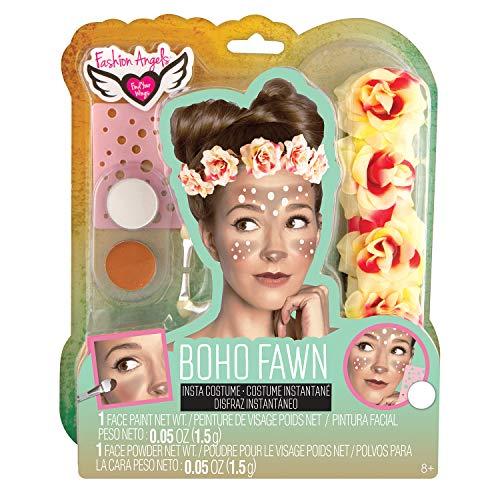 Fashion Angels
Find Your
Wings
BOHO FAWN
INSTA COSTUME • COSTUME INSTANTANÉ
DISFRAZ INSTANTÁNEO
1 FACE PAINT NET WT. / PEINTURE DE VISAGE POIDS NET / PINTURA FACIAL
PESO NETO : 0.05 OZ (1.5 g)
1 FACE POWDER NET WT. / POUDRE POUR LE VISAGE POIDS NET / POLVOS PARA
LA CARA PESO NETO : 0.05 OZ (1.5 g)
8+